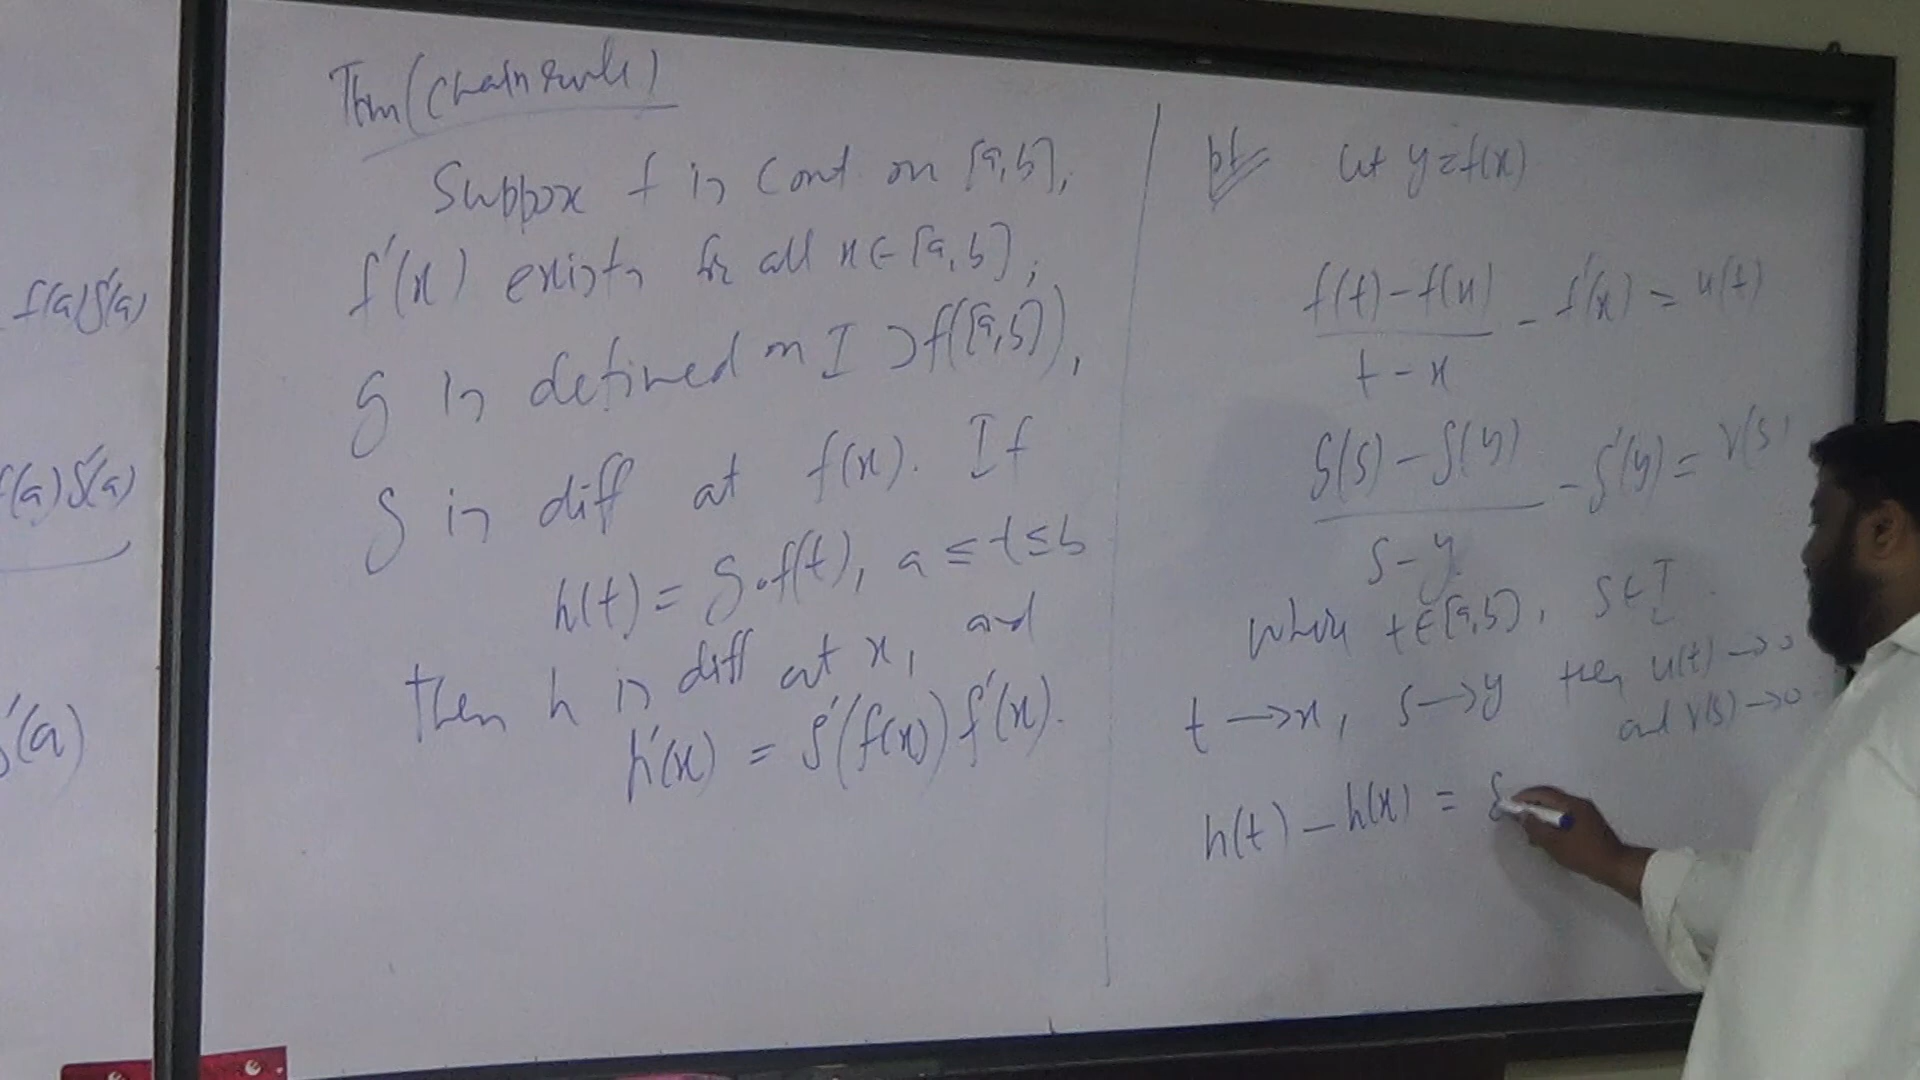 f(a)g'(a)
f(a)g'(a)
g'(a)
Thm (Chain rule)
Suppose f is cont on [a,b],
f'(x) exists for all x ∈ [a,b],
g is defined on I ⊃ f([a,b]),
g is diff at f(x). If
h(t) = g∘f(t), a ≤ t ≤ b
then h is diff at x, and
h'(x) = g'(f(x)) f'(x).
pf Let y = f(x)
(f(t) - f(x))/(t - x) - f'(x) = u(t)
(g(s) - g(y))/(s - y) - g'(y) = v(s)
where t ∈ [a,b], s ∈ I.
t → x, s → y then u(t) → 0
and v(s) → 0
h(t) - h(x) = g